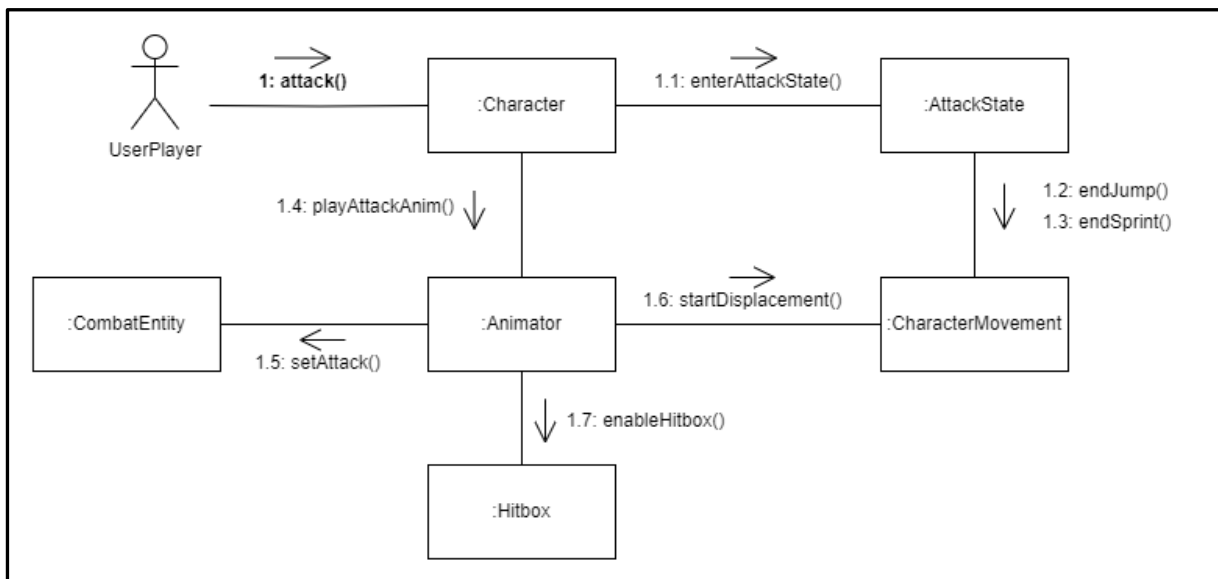 1: attack()
1.1: enterAttackState()
:Character
:AttackState
UserPlayer
1.4: playAttackAnim()
1.2: endJump()
1.3: endSprint()
:CombatEntity
:Animator
1.6: startDisplacement()
:CharacterMovement
1.5: setAttack()
1.7: enableHitbox()
:Hitbox